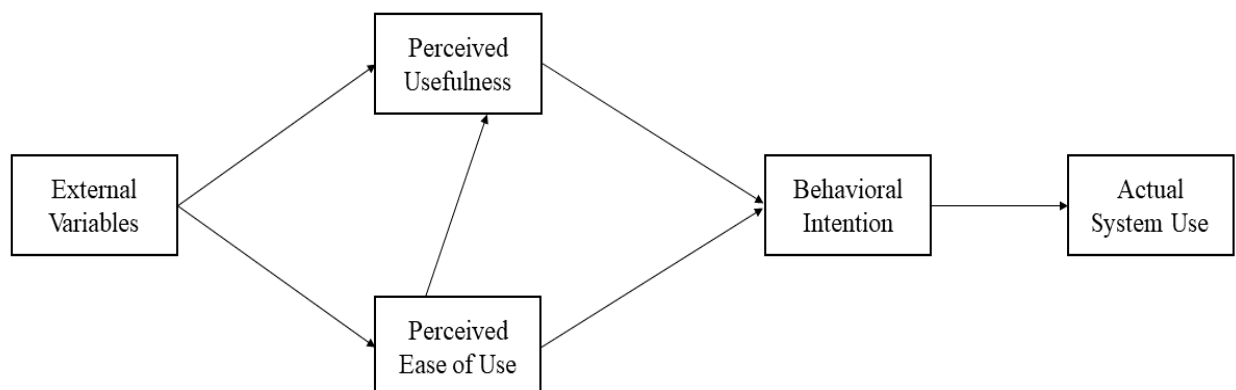 Perceived
Usefulness
External
Variables
Behavioral
Intention
Actual
System Use
Perceived
Ease of Use